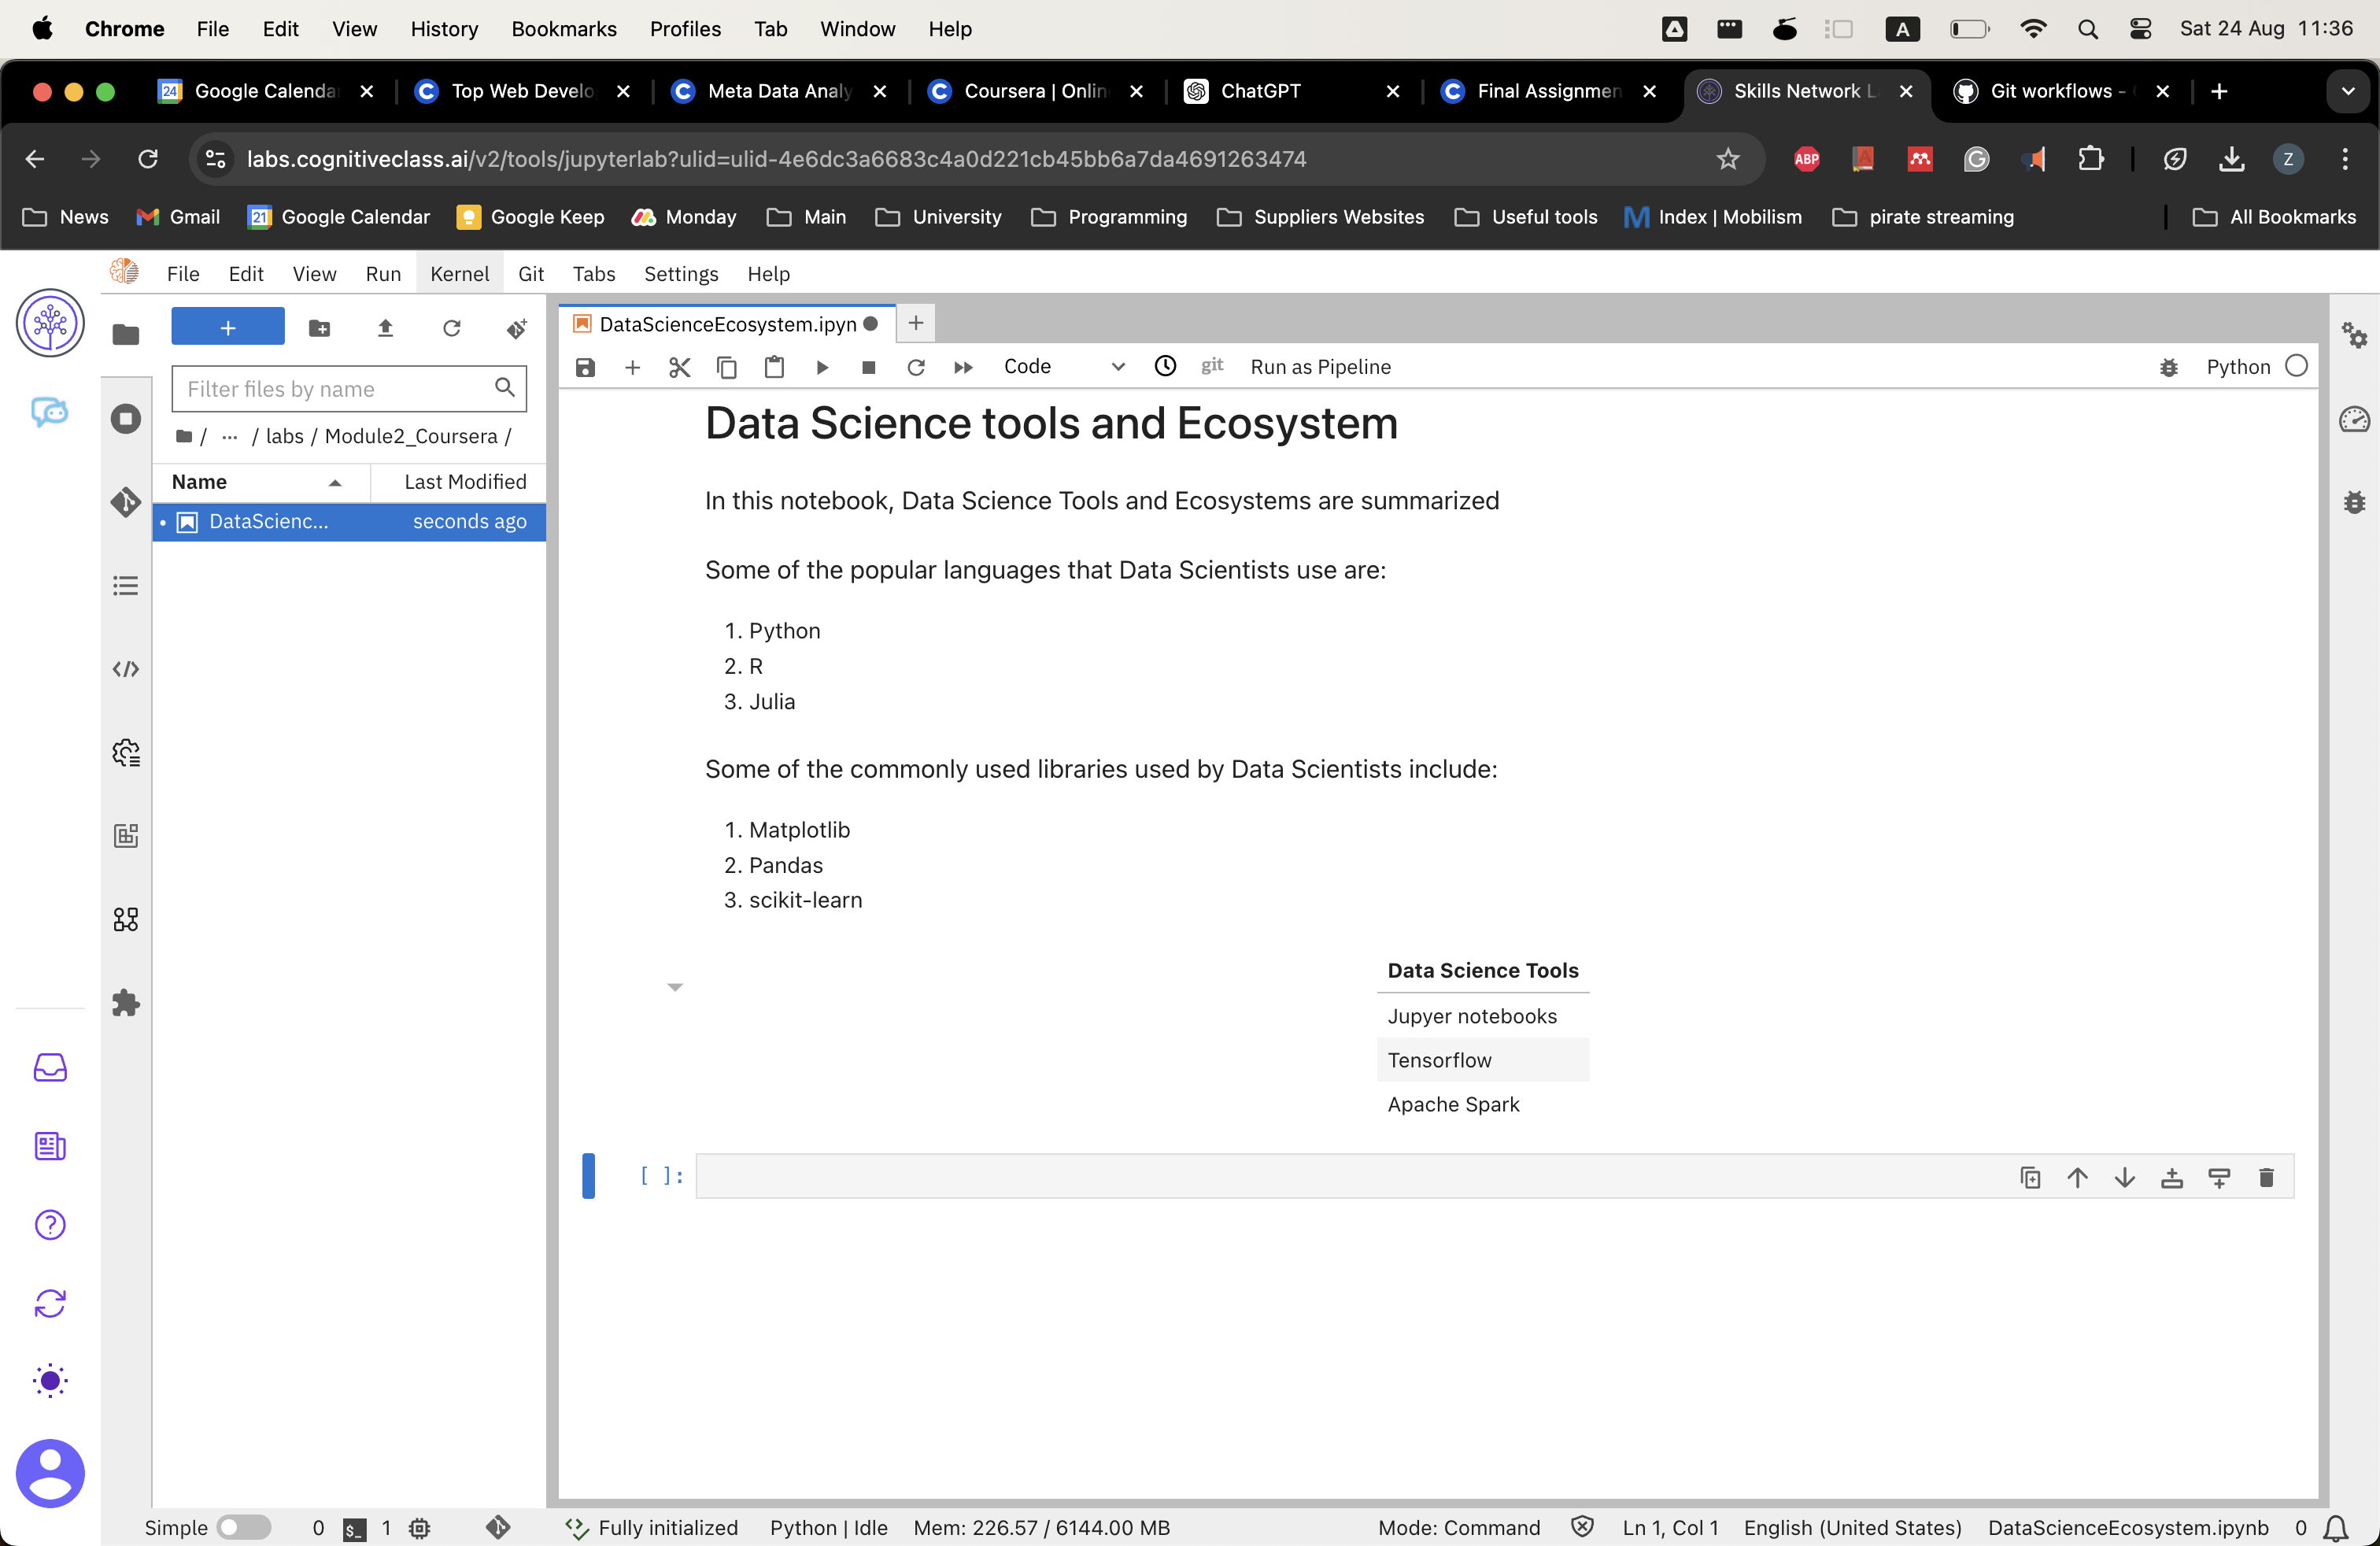 Chrome File Edit View History Bookmarks Profiles Tab Window Help A Sat 24 Aug 11:36
24 Google Calenda Top Web Develo Meta Data Analy Coursera | Onlin ChatGPT Final Assignmen Skills Network L Git workflows -
labs.cognitiveclass.ai/v2/tools/jupyterlab?ulid=ulid-4e6dc3a6683c4a0d221cb45bb6a7da4691263474 ABP Z
News Gmail 21 Google Calendar Google Keep Monday Main University Programming Suppliers Websites Useful tools Index | Mobilism pirate streaming All Bookmarks
File Edit View Run Kernel Git Tabs Settings Help
DataScienceEcosystem.ipyn
Code git Run as Pipeline Python
Filter files by name
/ ... / labs / Module2_Coursera /
Name Last Modified
DataScienc... seconds ago
Data Science tools and Ecosystem
In this notebook, Data Science Tools and Ecosystems are summarized
Some of the popular languages that Data Scientists use are:
1. Python
2. R
3. Julia
Some of the commonly used libraries used by Data Scientists include:
1. Matplotlib
2. Pandas
3. scikit-learn
Data Science Tools
Jupyer notebooks
Tensorflow
Apache Spark
[ ]:
Simple 0 $_ 1 Fully initialized Python | Idle Mem: 226.57 / 6144.00 MB Mode: Command Ln 1, Col 1 English (United States) DataScienceEcosystem.ipynb 0